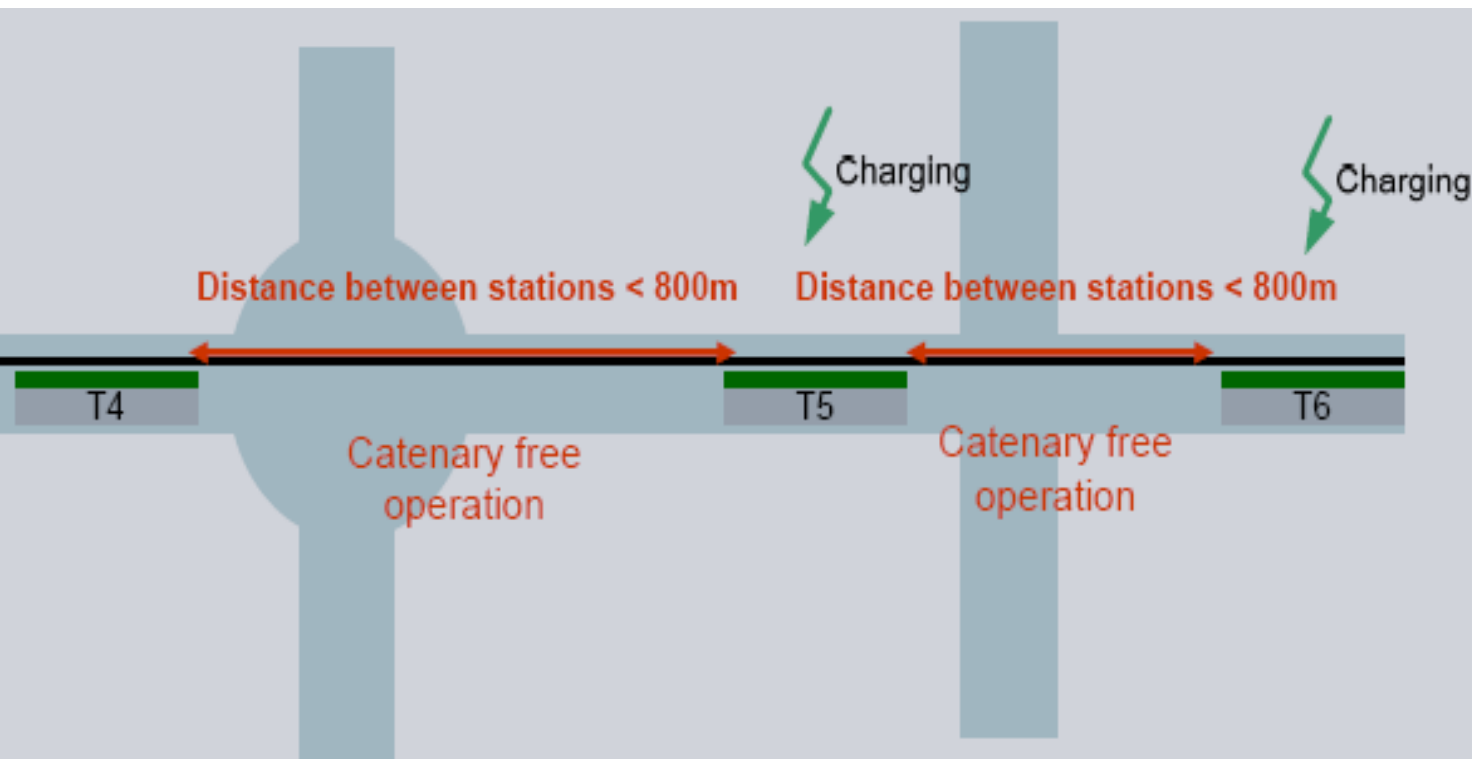 Charging
Charging
Distance between stations < 800m
Distance between stations < 800m
T4
T5
T6
Catenary free
operation
Catenary free
operation